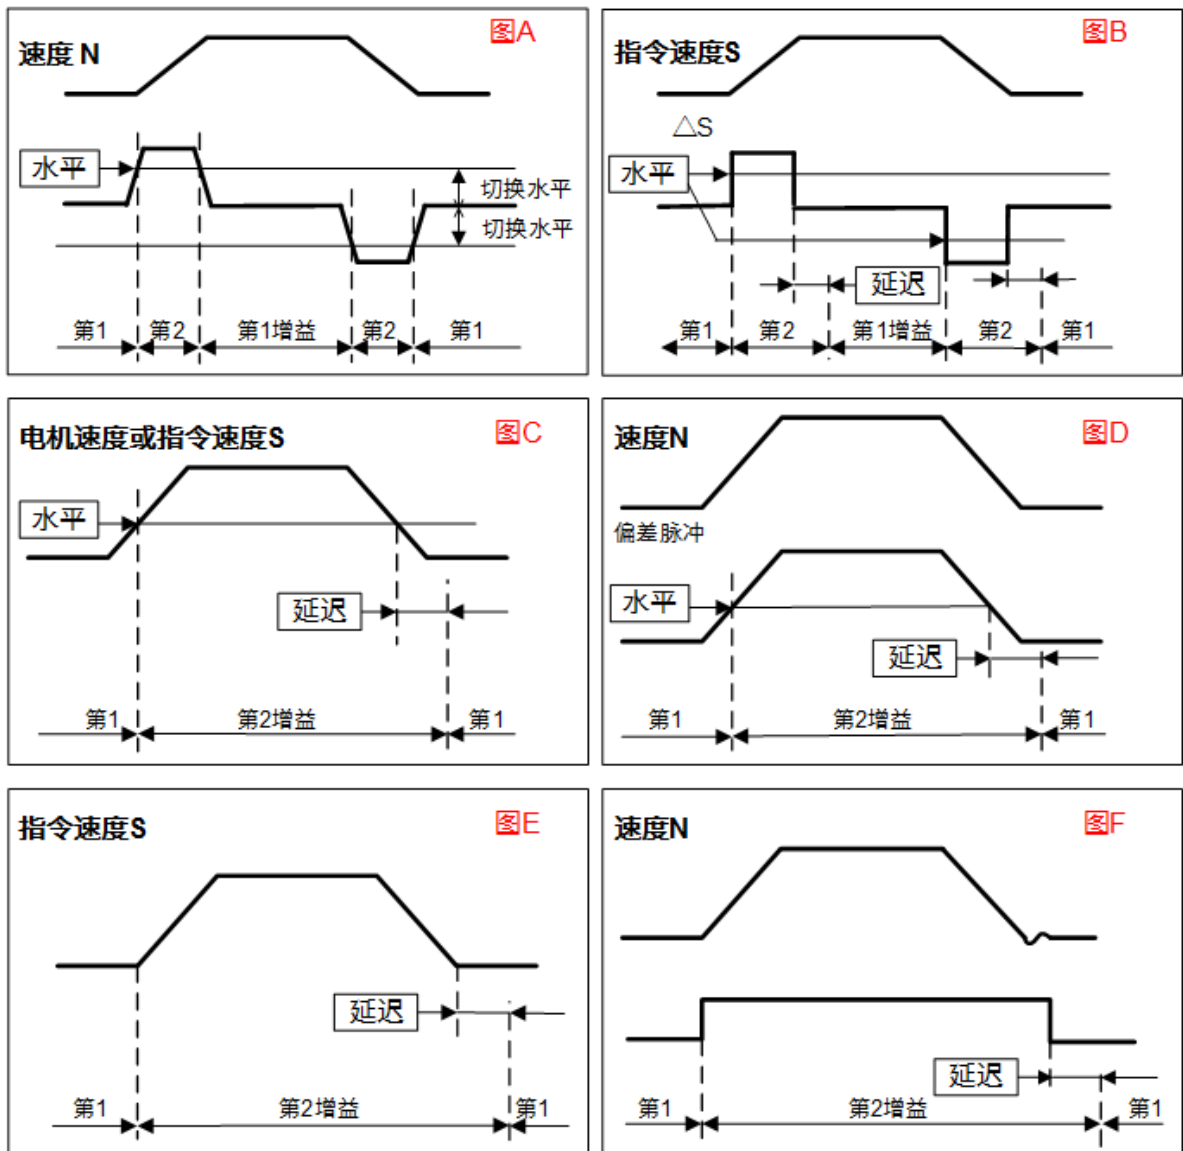 速度 N
图A
水平
切换水平
切换水平
第1
第2
第1增益
第2
第1
指令速度S
图B
△S
水平
延迟
第1
第2
第1增益
第2
第1
电机速度或指令速度S
图C
水平
延迟
第1
第2增益
第1
速度N
图D
偏差脉冲
水平
延迟
第1
第2增益
第1
指令速度S
图E
延迟
第1
第2增益
第1
速度N
图F
延迟
第1
第2增益
第1